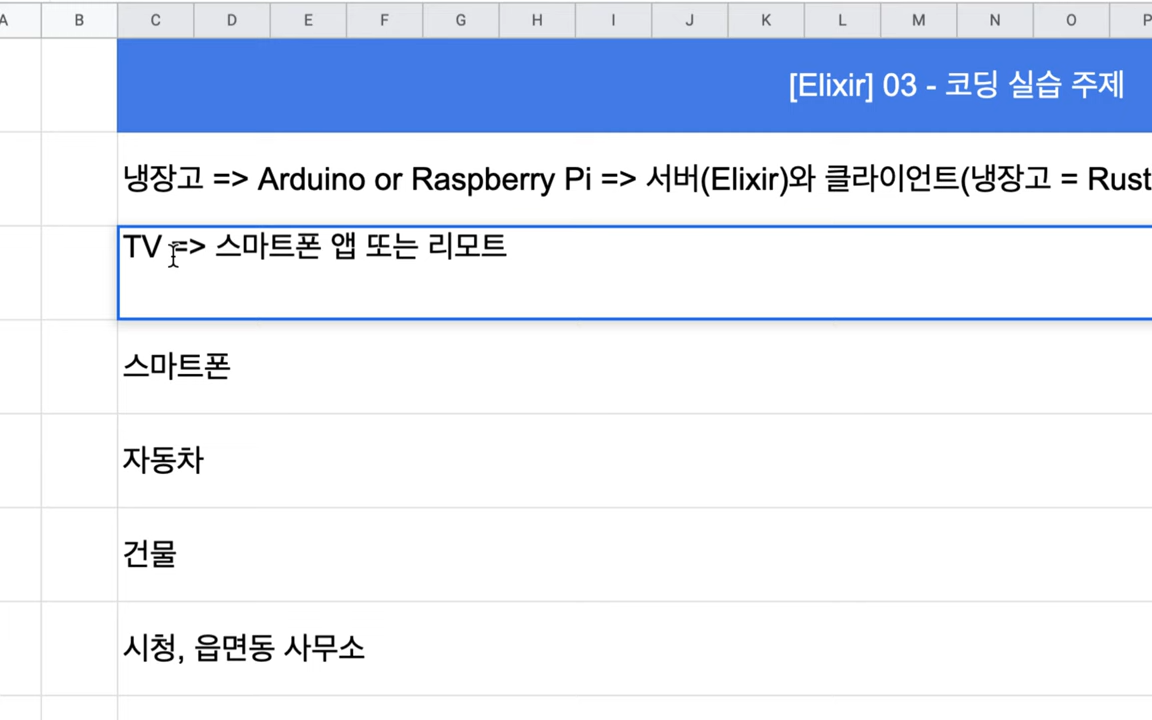 A B C D E F G H I J K L M N O P
[Elixir] 03 - 코딩 실습 주제
냉장고 => Arduino or Raspberry Pi => 서버(Elixir)와 클라이언트(냉장고 = Rust
TV => 스마트폰 앱 또는 리모트
스마트폰
자동차
건물
시청, 읍면동 사무소